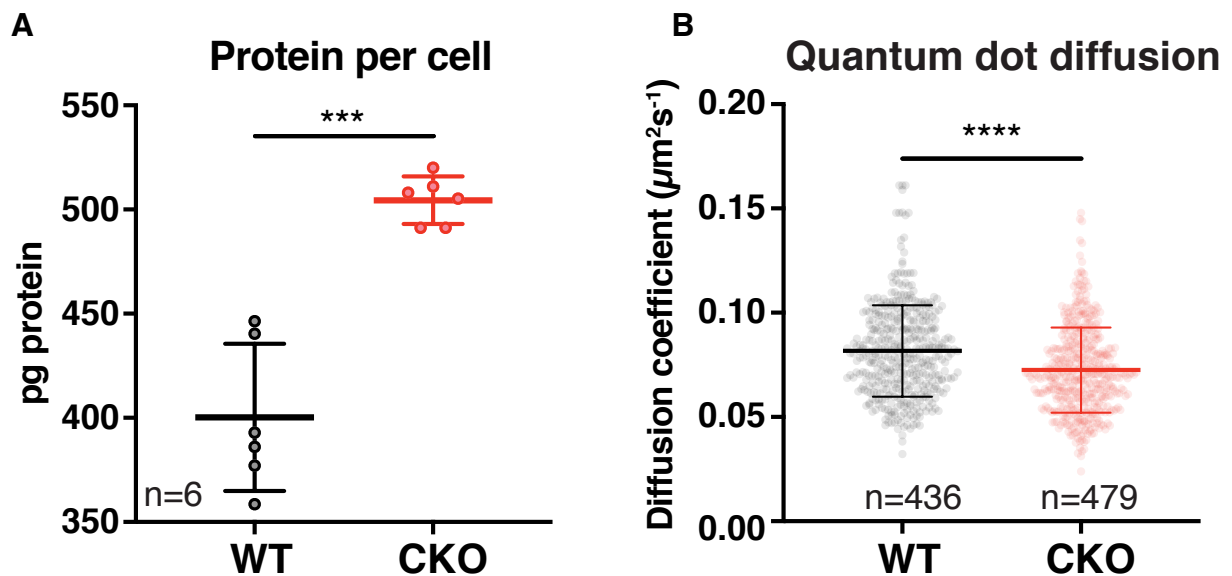 A
Protein per cell
pg protein
550
500
450
400
350
***
n=6
WT
CKO
B
Quantum dot diffusion
Diffusion coefficient (µm²s⁻¹)
0.20
0.15
0.10
0.05
0.00
****
n=436
n=479
WT
CKO